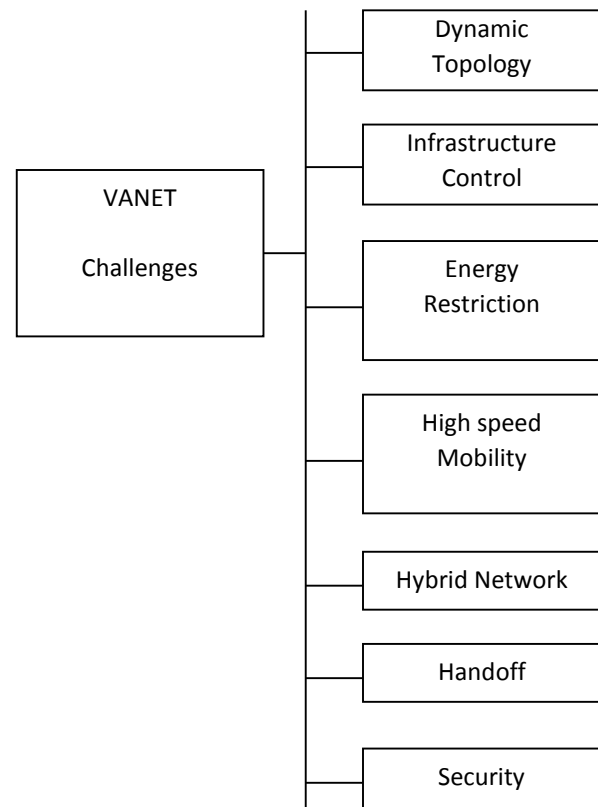 VANET
Challenges
Dynamic
Topology
Infrastructure
Control
Energy
Restriction
High speed
Mobility
Hybrid Network
Handoff
Security